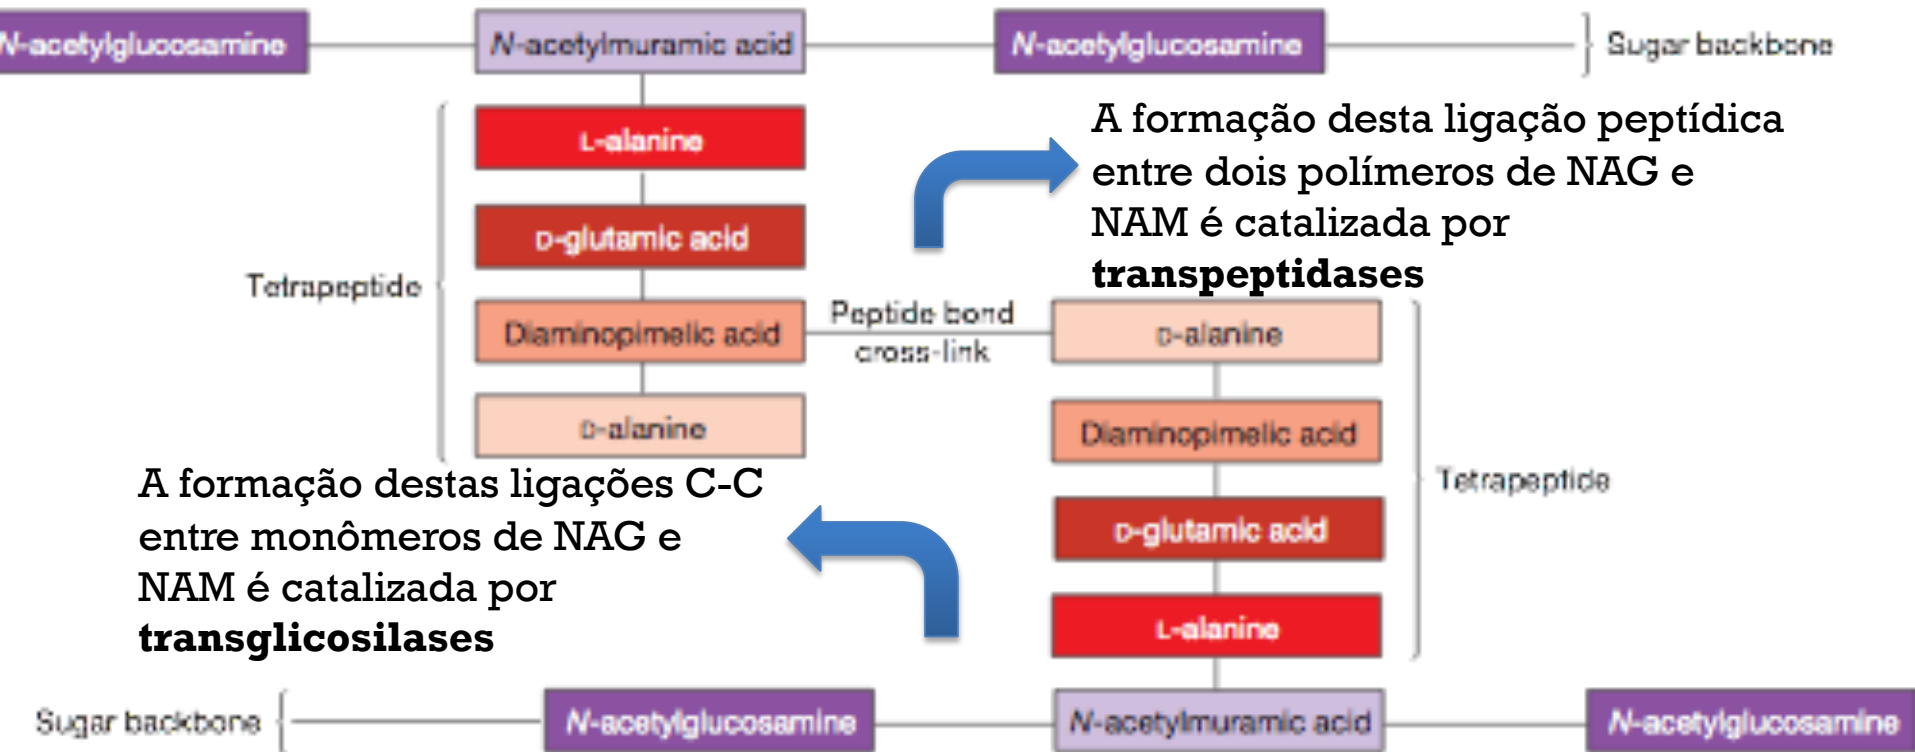 N-acetylglucosamine
N-acetylmuramic acid
N-acetylglucosamine
Sugar backbone
L-alanine
D-glutamic acid
Diaminopimelic acid
D-alanine
Tetrapeptide
A formação desta ligação peptídica
entre dois polímeros de NAG e
NAM é catalizada por
transpeptidases
Peptide bond
cross-link
D-alanine
Diaminopimelic acid
D-glutamic acid
L-alanine
Tetrapeptide
A formação destas ligações C-C
entre monômeros de NAG e
NAM é catalizada por
transglicosilases
Sugar backbone
N-acetylglucosamine
N-acetylmuramic acid
N-acetylglucosamine